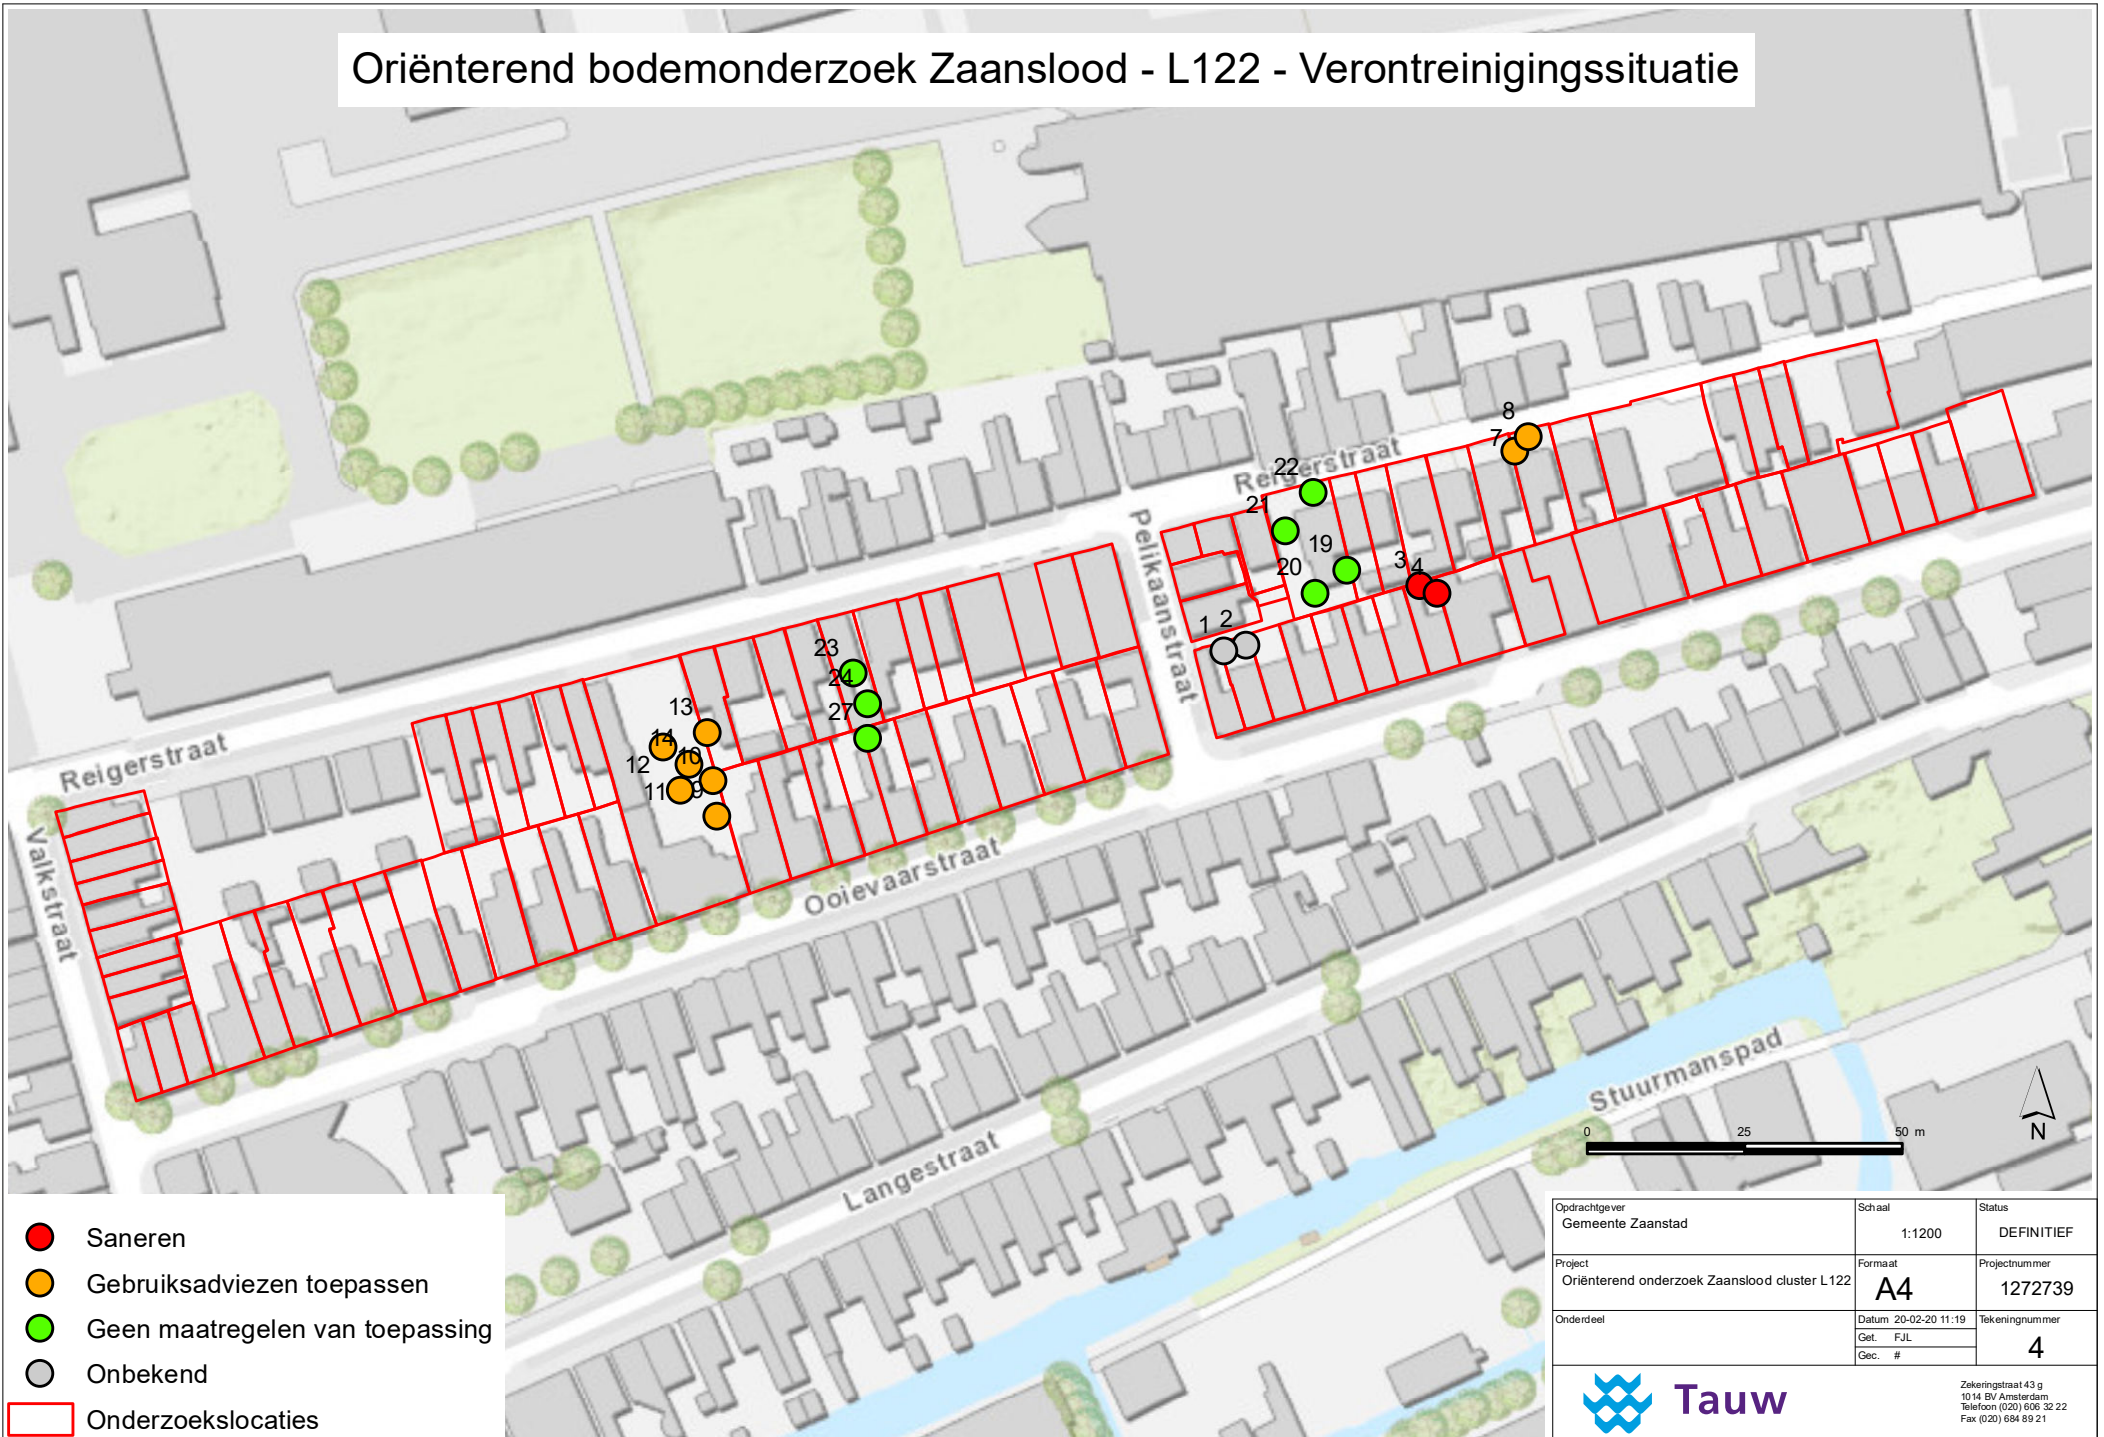 Oriënterend bodemonderzoek Zaanslood - L122 - Verontreinigingssituatie
8
7
Reigerstraat
22
21
19
20
3
4
Pelikaanstraat
1
2
23
24
27
13
14
10
12
11
9
Reigerstraat
Valkstraat
Ooievaarstraat
Langestraat
Stuurmanspad
0 25 50 m
N
Saneren
Gebruiksadviezen toepassen
Geen maatregelen van toepassing
Onbekend
Onderzoekslocaties
Opdrachtgever
Gemeente Zaanstad
Schaal
1:1200
Status
DEFINITIEF
Project
Oriënterend onderzoek Zaanslood cluster L122
Formaat
A4
Projectnummer
1272739
Onderdeel
Datum 20-02-20 11:19
Get. FJL
Gec. #
Tekeningnummer
4
Tauw
Zekeringstraat 43 g
1014 BV Amsterdam
Telefoon (020) 606 32 22
Fax (020) 684 89 21